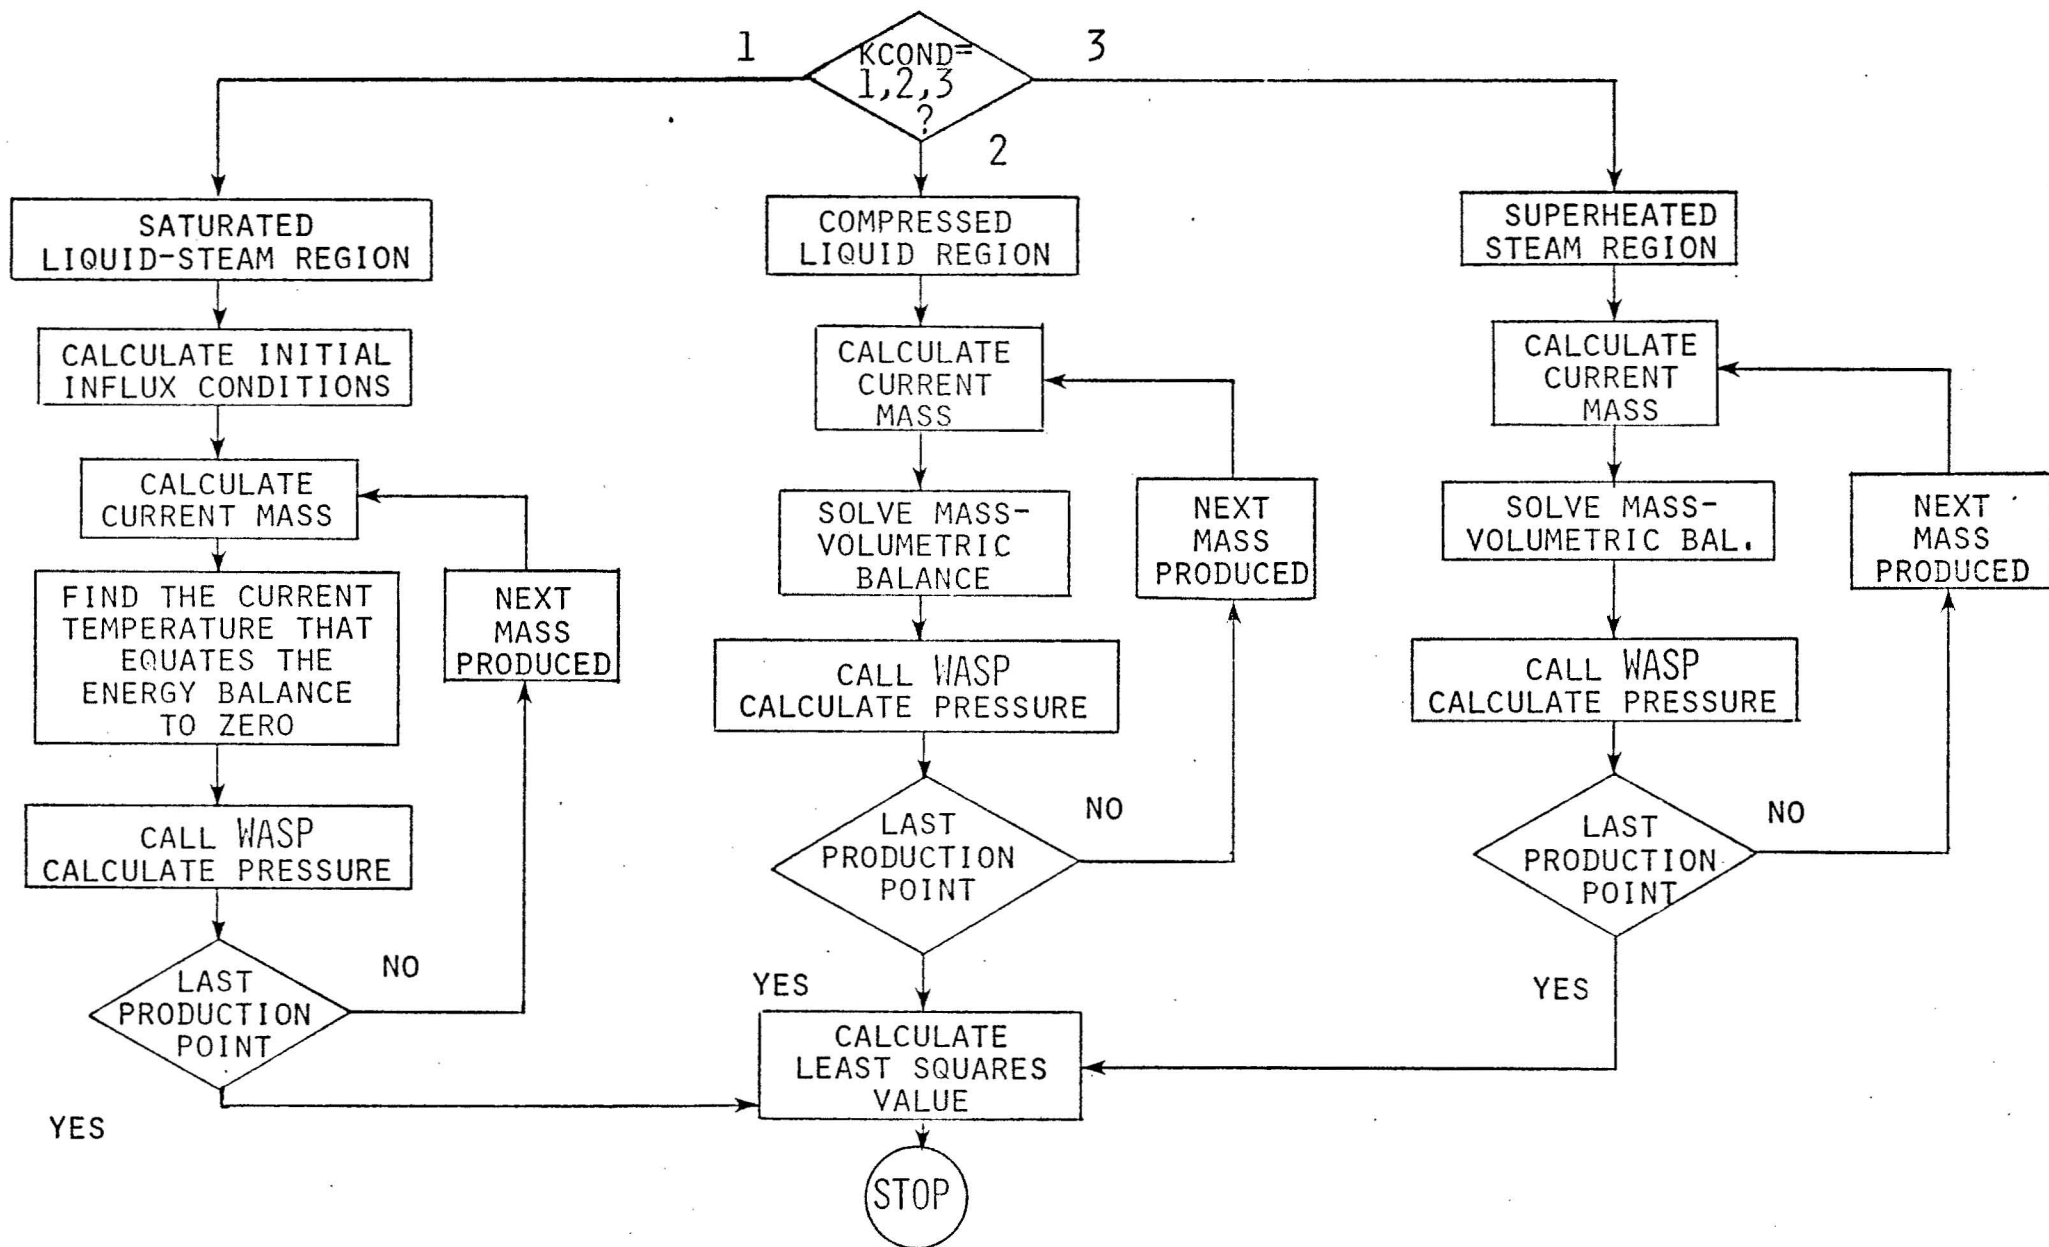 KCOND=
1,2,3
?
1
2
3
SATURATED
LIQUID-STEAM REGION
CALCULATE INITIAL
INFLUX CONDITIONS
CALCULATE
CURRENT MASS
FIND THE CURRENT
TEMPERATURE THAT
EQUATES THE
ENERGY BALANCE
TO ZERO
NEXT
MASS
PRODUCED
CALL WASP
CALCULATE PRESSURE
LAST
PRODUCTION
POINT
NO
YES
COMPRESSED
LIQUID REGION
CALCULATE
CURRENT
MASS
SOLVE MASS-
VOLUMETRIC
BALANCE
NEXT
MASS
PRODUCED
CALL WASP
CALCULATE PRESSURE
LAST
PRODUCTION
POINT
NO
YES
SUPERHEATED
STEAM REGION
CALCULATE
CURRENT
MASS
SOLVE MASS-
VOLUMETRIC BAL.
NEXT
MASS
PRODUCED
CALL WASP
CALCULATE PRESSURE
LAST
PRODUCTION
POINT
NO
YES
CALCULATE
LEAST SQUARES
VALUE
STOP